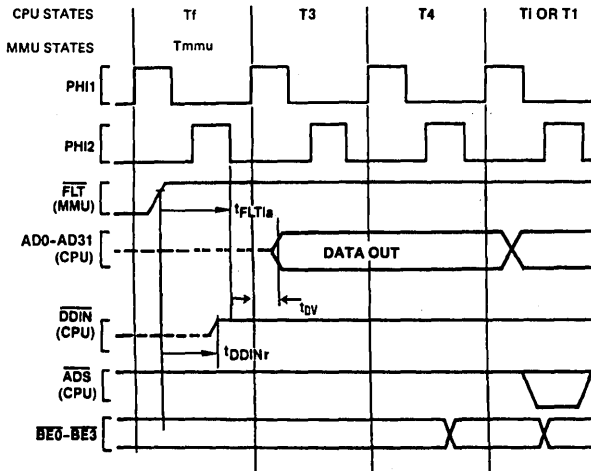 CPU STATES Tf T3 T4 Ti OR T1
MMU STATES Tmmu
PHI1
PHI2
FLT
(MMU)
tFLTIa
AD0-AD31
(CPU)
DATA OUT
tDV
DDIN
(CPU)
tDDINr
ADS
(CPU)
BE0-BE3